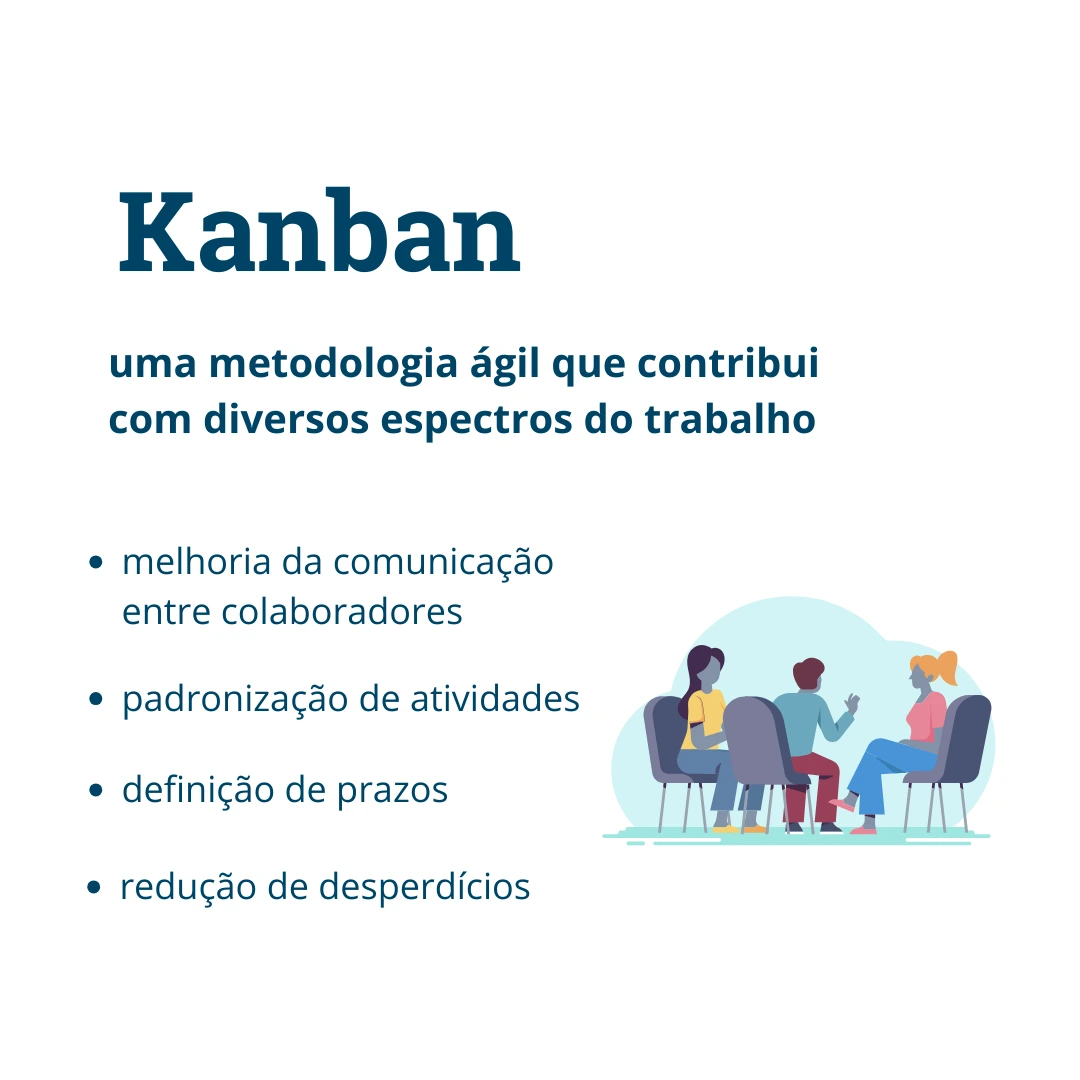 Kanban
uma metodologia ágil que contribui
com diversos espectros do trabalho
• melhoria da comunicação
entre colaboradores
• padronização de atividades
• definição de prazos
• redução de desperdícios